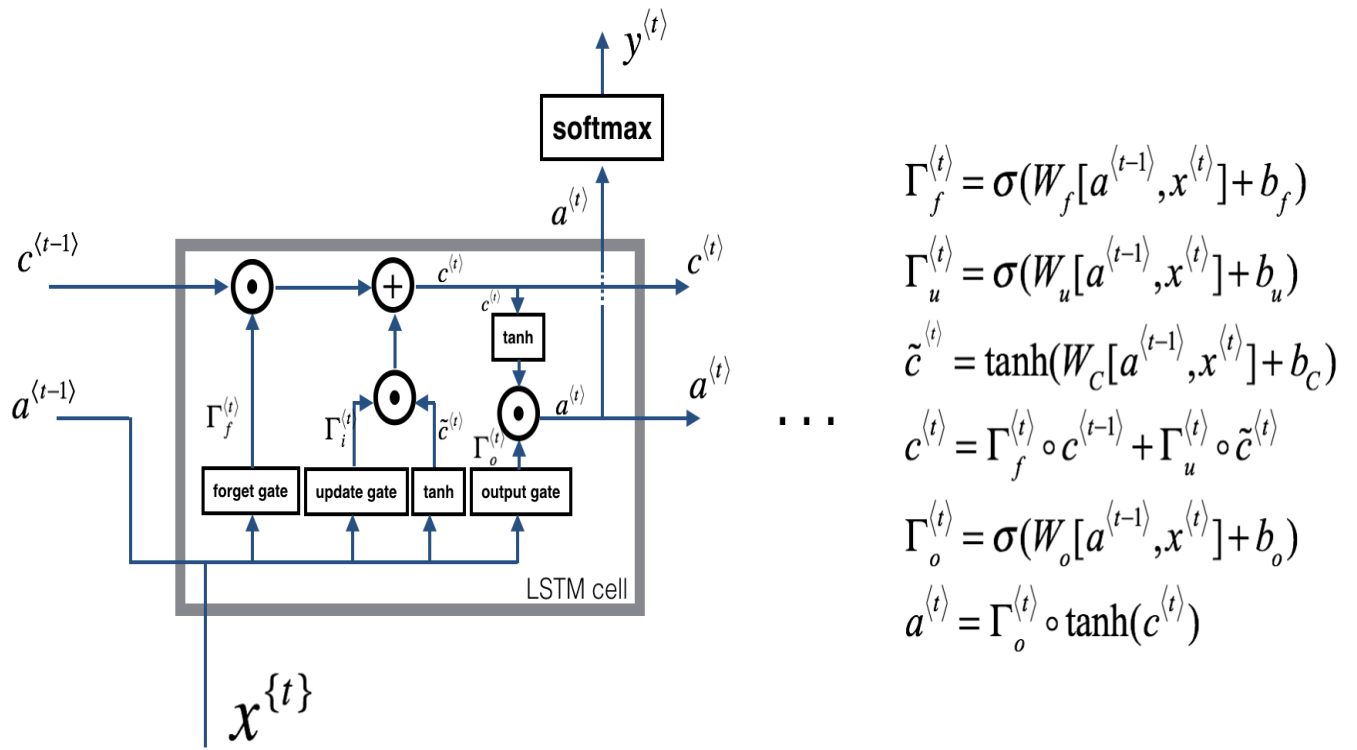 y⟨t⟩
softmax
a⟨t⟩
c⟨t−1⟩
c⟨t⟩
c⟨t⟩
c⟨t⟩
tanh
a⟨t−1⟩
a⟨t⟩
a⟨t⟩
Γf⟨t⟩
Γi⟨t⟩
c̃⟨t⟩
Γo⟨t⟩
forget gate
update gate
tanh
output gate
LSTM cell
x{t}
. . .
Γf⟨t⟩ = σ(Wf[a⟨t−1⟩,x⟨t⟩]+bf)
Γu⟨t⟩ = σ(Wu[a⟨t−1⟩,x⟨t⟩]+bu)
c̃⟨t⟩ = tanh(WC[a⟨t−1⟩,x⟨t⟩]+bC)
c⟨t⟩ = Γf⟨t⟩∘c⟨t−1⟩+Γu⟨t⟩∘c̃⟨t⟩
Γo⟨t⟩ = σ(Wo[a⟨t−1⟩,x⟨t⟩]+bo)
a⟨t⟩ = Γo⟨t⟩∘tanh(c⟨t⟩)